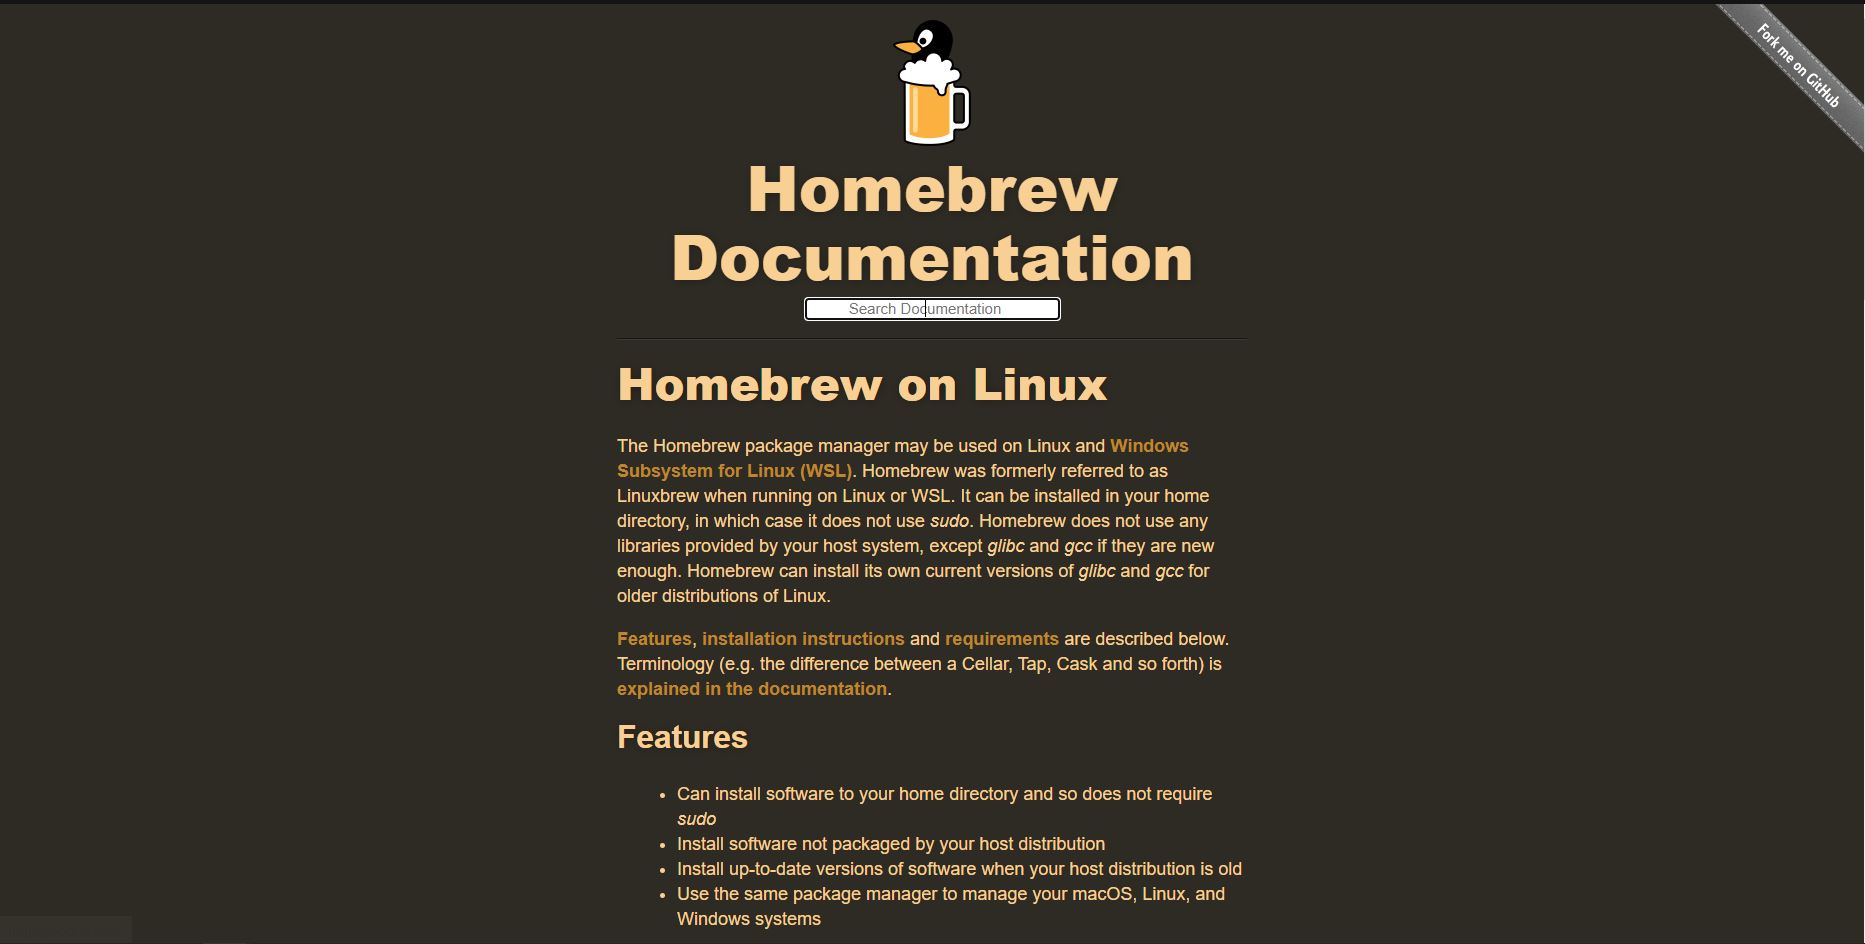 Fork me on GitHub
Homebrew
Documentation
Search Documentation
Homebrew on Linux
The Homebrew package manager may be used on Linux and Windows
Subsystem for Linux (WSL). Homebrew was formerly referred to as
Linuxbrew when running on Linux or WSL. It can be installed in your home
directory, in which case it does not use sudo. Homebrew does not use any
libraries provided by your host system, except glibc and gcc if they are new
enough. Homebrew can install its own current versions of glibc and gcc for
older distributions of Linux.
Features, installation instructions and requirements are described below.
Terminology (e.g. the difference between a Cellar, Tap, Cask and so forth) is
explained in the documentation.
Features
• Can install software to your home directory and so does not require
sudo
• Install software not packaged by your host distribution
• Install up-to-date versions of software when your host distribution is old
• Use the same package manager to manage your macOS, Linux, and
Windows systems